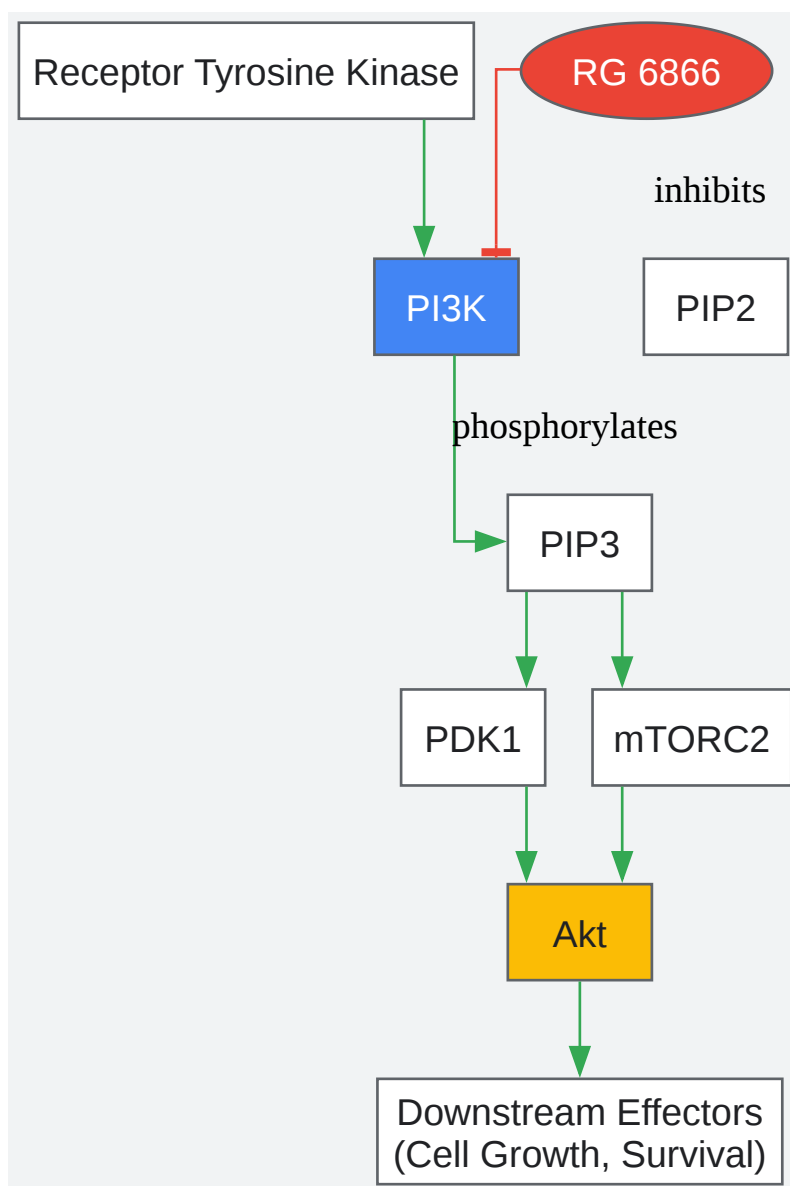 Receptor Tyrosine Kinase
RG 6866
inhibits
PI3K
PIP2
phosphorylates
PIP3
PDK1
mTORC2
Akt
Downstream Effectors
(Cell Growth, Survival)